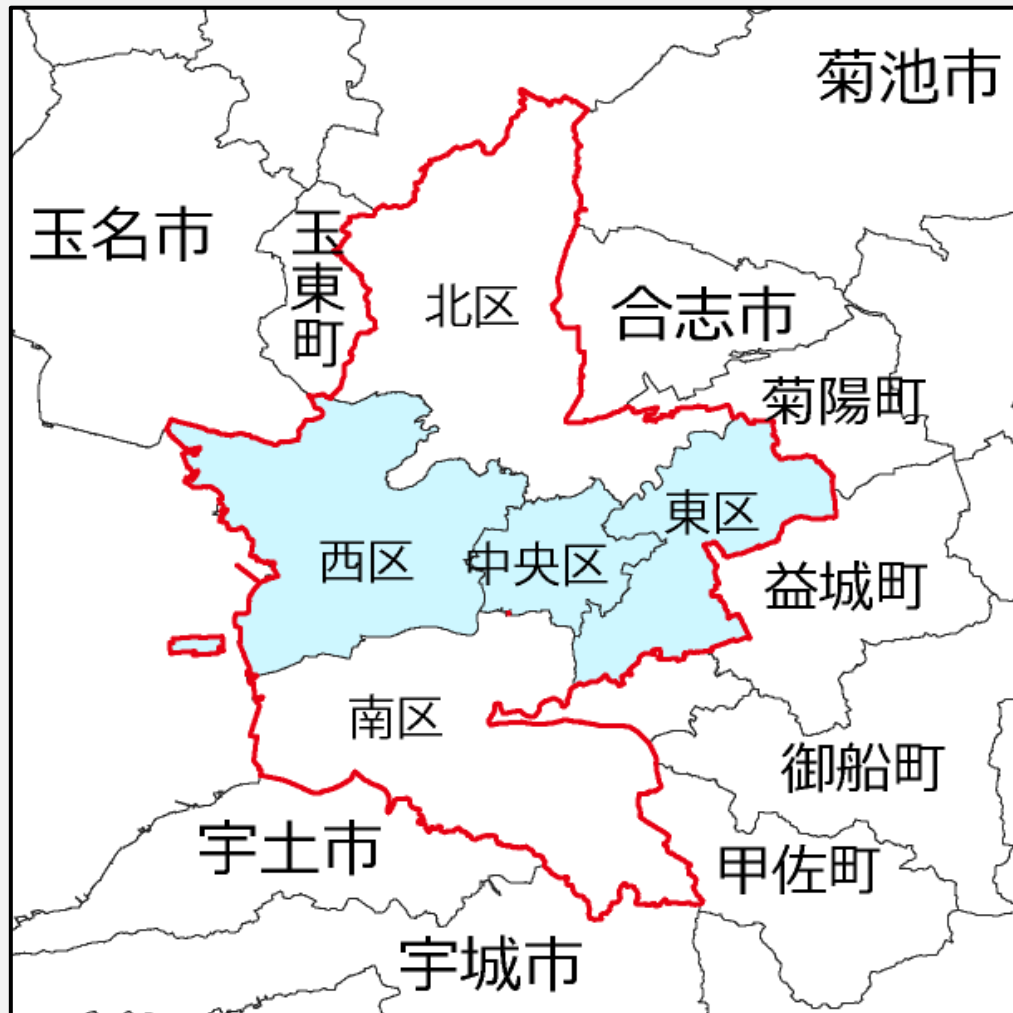 菊池市
玉名市
玉東町
北区
合志市
菊陽町
東区
西区
中央区
益城町
南区
御船町
宇土市
甲佐町
宇城市